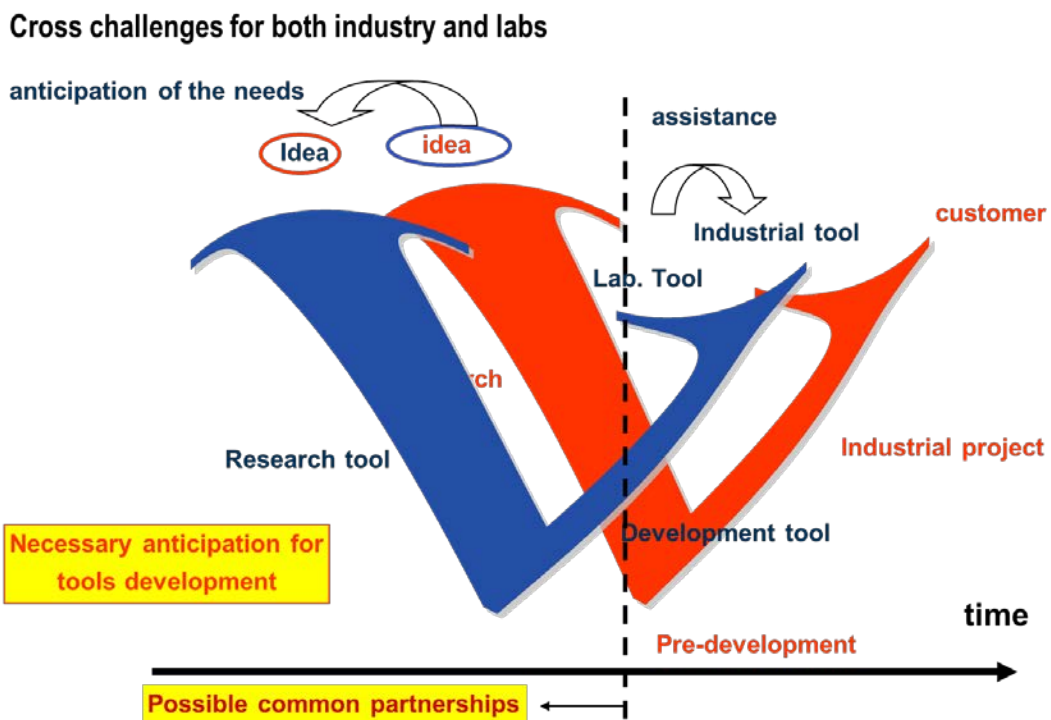 Cross challenges for both industry and labs
anticipation of the needs
Idea
idea
assistance
Industrial tool
customer
Lab. Tool
rch
Research tool
Industrial project
Necessary anticipation for
tools development
Development tool
time
Pre-development
Possible common partnerships